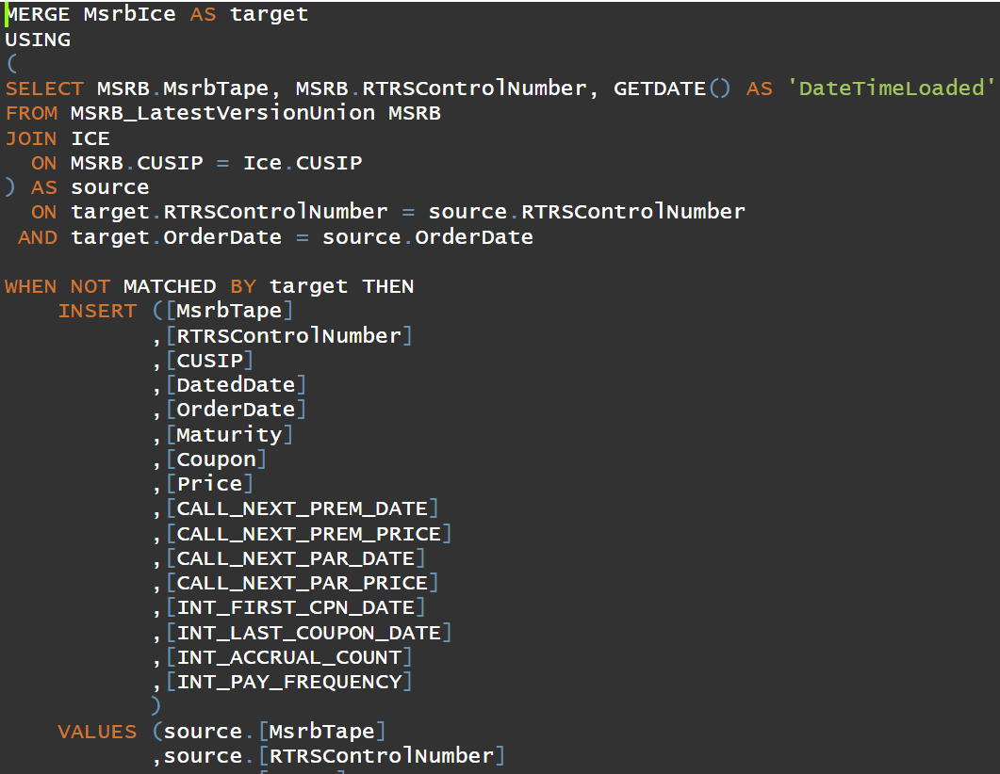 MERGE MsrbIce AS target
USING
(
SELECT MSRB.MsrbTape, MSRB.RTRSControlNumber, GETDATE() AS 'DateTimeLoaded'
FROM MSRB_LatestVersionUnion MSRB
JOIN ICE
ON MSRB.CUSIP = Ice.CUSIP
) AS source
ON target.RTRSControlNumber = source.RTRSControlNumber
AND target.OrderDate = source.OrderDate
WHEN NOT MATCHED BY target THEN
INSERT ([MsrbTape]
,[RTRSControlNumber]
,[CUSIP]
,[DatedDate]
,[OrderDate]
,[Maturity]
,[Coupon]
,[Price]
,[CALL_NEXT_PREM_DATE]
,[CALL_NEXT_PREM_PRICE]
,[CALL_NEXT_PAR_DATE]
,[CALL_NEXT_PAR_PRICE]
,[INT_FIRST_CPN_DATE]
,[INT_LAST_COUPON_DATE]
,[INT_ACCRUAL_COUNT]
,[INT_PAY_FREQUENCY]
)
VALUES (source.[MsrbTape]
,source.[RTRSControlNumber]